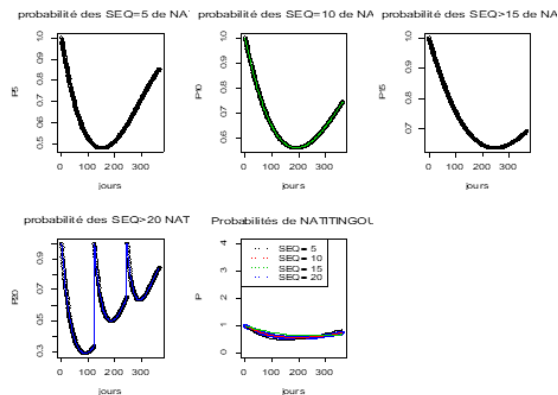 probabilité des SEQ=5 de NAT
probabilité des SEQ=10 de NA
probabilité des SEQ>15 de NA
P5
1.0
0.9
0.8
0.7
0.6
0.5
0 100 200 300
jours
P10
1.0
0.9
0.8
0.7
0.6
0 100 200 300
jours
P15
1.0
0.9
0.8
0.7
0 100 200 300
jours
probabilité des SEQ>20 NAT
Probabilités de NATITINGOU
P20
0.9
0.7
0.5
0.3
0 100 200 300
jours
P
4
3
2
1
0
SEQ= 5
SEQ= 10
SEQ= 15
SEQ= 20
0 100 200 300
jours